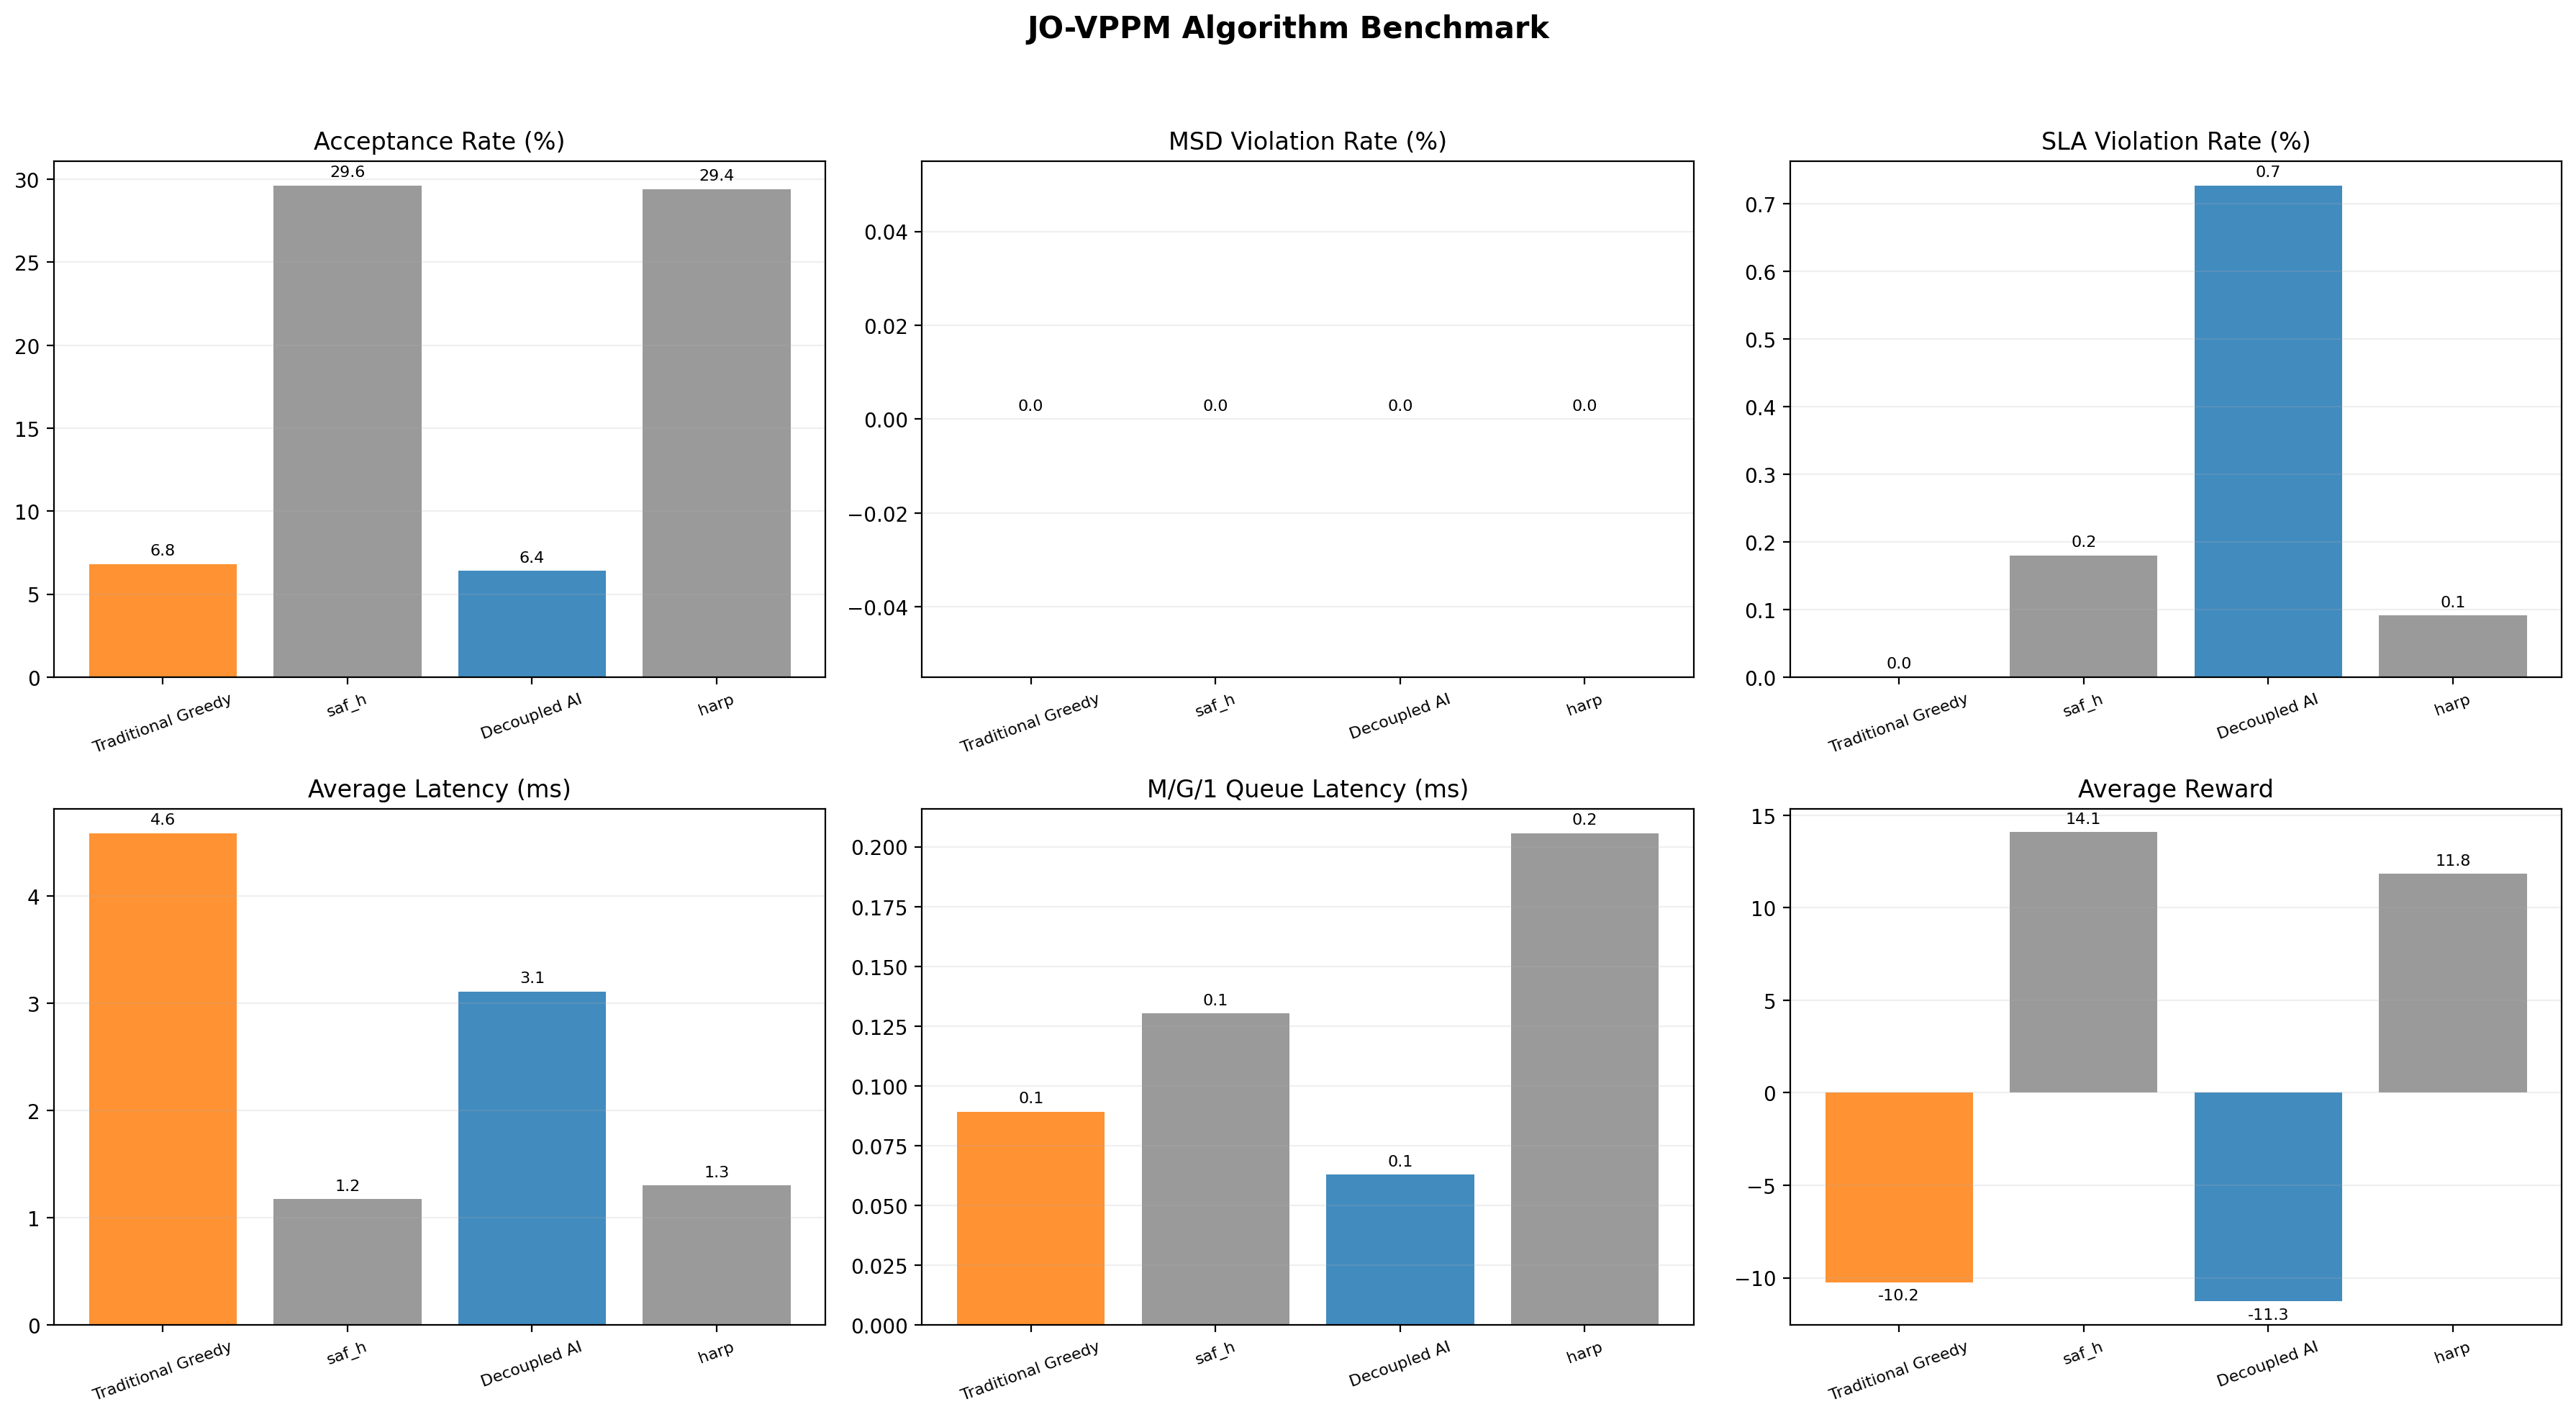 JO-VPPM Algorithm Benchmark
Acceptance Rate (%)
30
25
20
15
10
5
0
6.8
29.6
6.4
29.4
Traditional Greedy
saf_h
Decoupled AI
harp
MSD Violation Rate (%)
0.04
0.02
0.00
−0.02
−0.04
0.0
0.0
0.0
0.0
Traditional Greedy
saf_h
Decoupled AI
harp
SLA Violation Rate (%)
0.7
0.6
0.5
0.4
0.3
0.2
0.1
0.0
0.0
0.2
0.7
0.1
Traditional Greedy
saf_h
Decoupled AI
harp
Average Latency (ms)
4
3
2
1
0
4.6
1.2
3.1
1.3
Traditional Greedy
saf_h
Decoupled AI
harp
M/G/1 Queue Latency (ms)
0.200
0.175
0.150
0.125
0.100
0.075
0.050
0.025
0.000
0.1
0.1
0.1
0.2
Traditional Greedy
saf_h
Decoupled AI
harp
Average Reward
15
10
5
0
−5
−10
-10.2
14.1
-11.3
11.8
Traditional Greedy
saf_h
Decoupled AI
harp